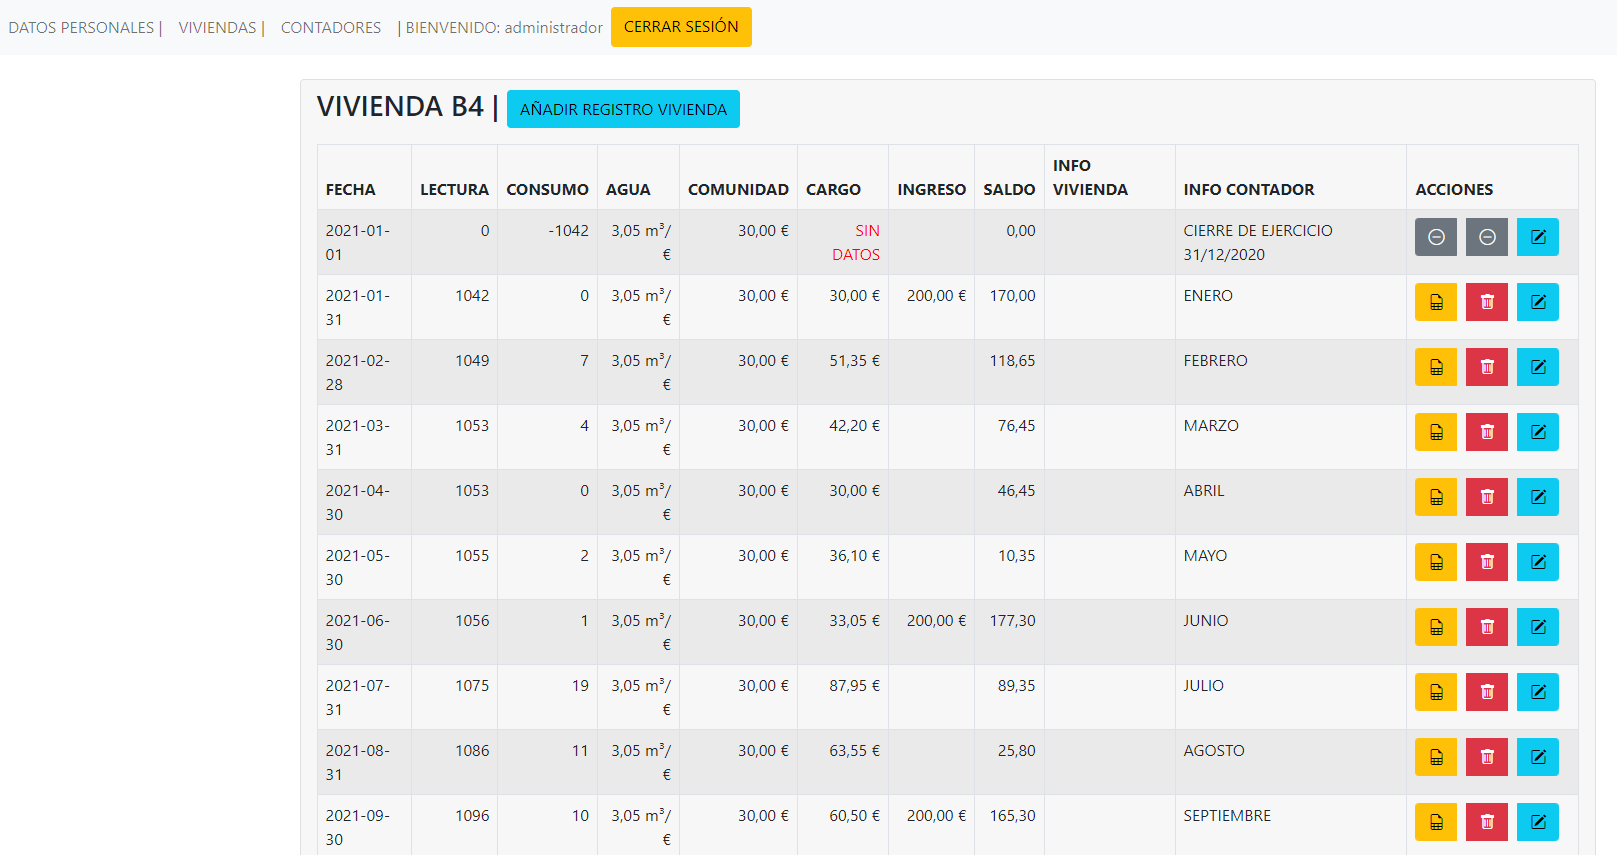 DATOS PERSONALES | VIVIENDAS | CONTADORES | BIENVENIDO: administrador CERRAR SESIÓN
VIVIENDA B4 | AÑADIR REGISTRO VIVIENDA
FECHA LECTURA CONSUMO AGUA COMUNIDAD CARGO INGRESO SALDO INFO VIVIENDA INFO CONTADOR ACCIONES
2021-01-01 0 -1042 3,05 m³/€ 30,00 € SIN DATOS 0,00 CIERRE DE EJERCICIO 31/12/2020
2021-01-31 1042 0 3,05 m³/€ 30,00 € 30,00 € 200,00 € 170,00 ENERO
2021-02-28 1049 7 3,05 m³/€ 30,00 € 51,35 € 118,65 FEBRERO
2021-03-31 1053 4 3,05 m³/€ 30,00 € 42,20 € 76,45 MARZO
2021-04-30 1053 0 3,05 m³/€ 30,00 € 30,00 € 46,45 ABRIL
2021-05-30 1055 2 3,05 m³/€ 30,00 € 36,10 € 10,35 MAYO
2021-06-30 1056 1 3,05 m³/€ 30,00 € 33,05 € 200,00 € 177,30 JUNIO
2021-07-31 1075 19 3,05 m³/€ 30,00 € 87,95 € 89,35 JULIO
2021-08-31 1086 11 3,05 m³/€ 30,00 € 63,55 € 25,80 AGOSTO
2021-09-30 1096 10 3,05 m³/€ 30,00 € 60,50 € 200,00 € 165,30 SEPTIEMBRE